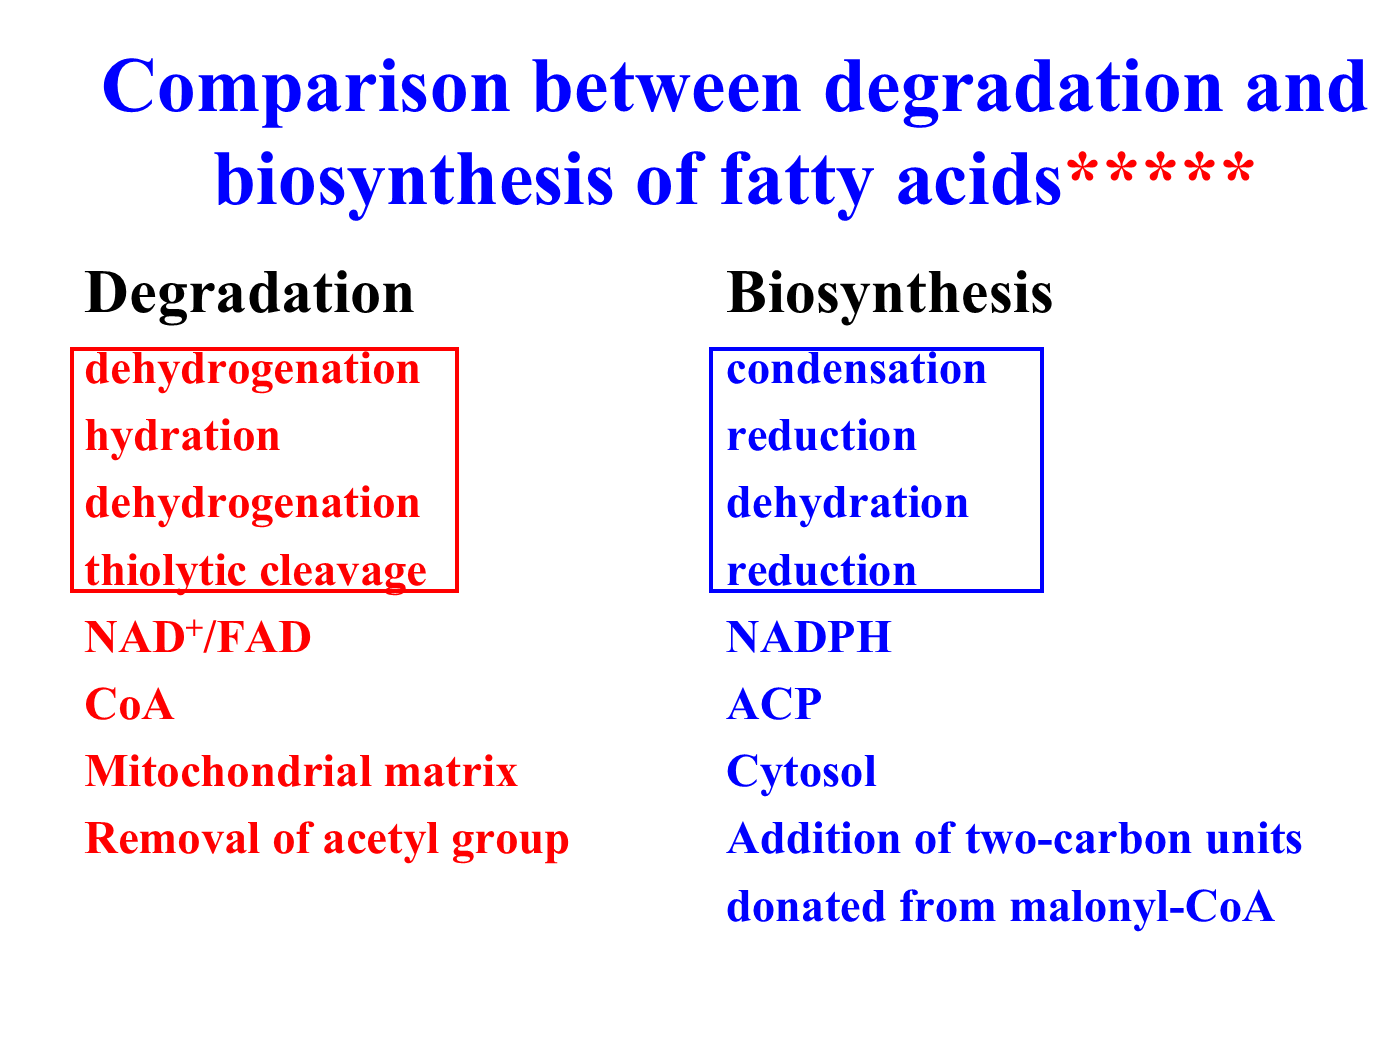 Comparison between degradation and
biosynthesis of fatty acids*****
Degradation
dehydrogenation
hydration
dehydrogenation
thiolytic cleavage
NAD⁺/FAD
CoA
Mitochondrial matrix
Removal of acetyl group
Biosynthesis
condensation
reduction
dehydration
reduction
NADPH
ACP
Cytosol
Addition of two-carbon units
donated from malonyl-CoA